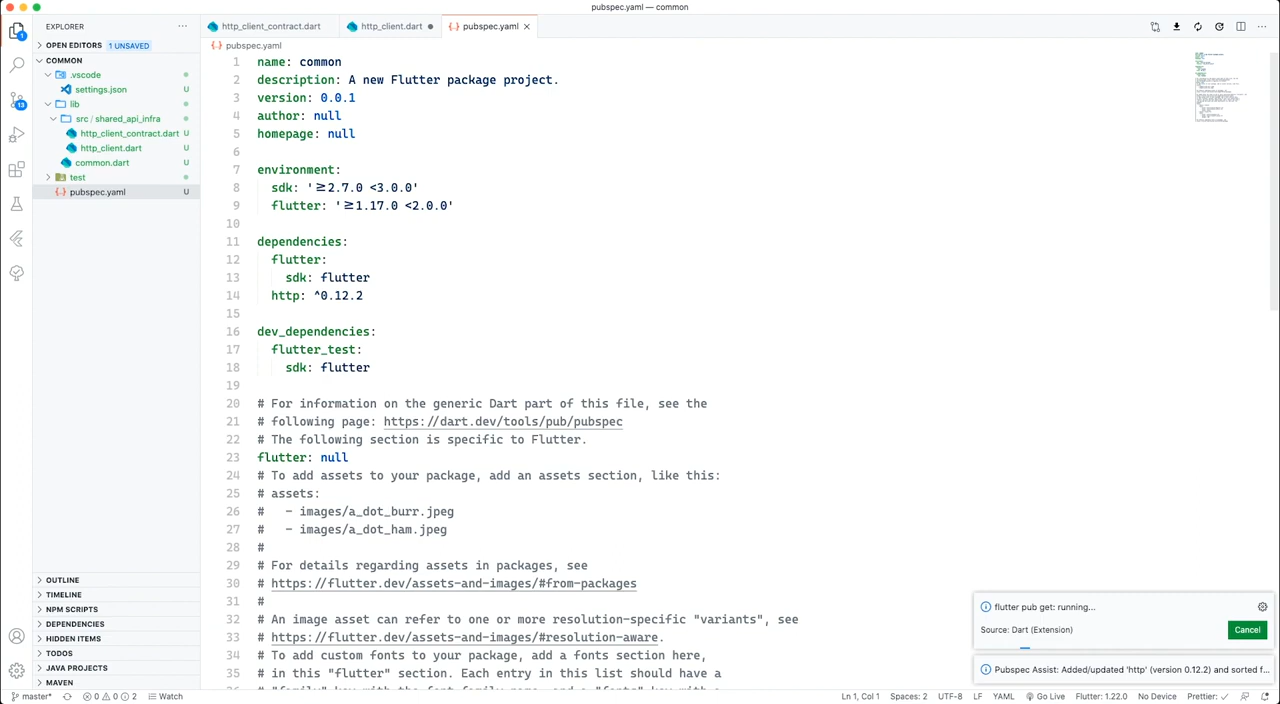 pubspec.yaml — common
EXPLORER
OPEN EDITORS 1 UNSAVED
COMMON
.vscode
settings.json U
lib
src / shared_api_infra
http_client_contract.dart U
http_client.dart U
common.dart U
test
pubspec.yaml U
OUTLINE
TIMELINE
NPM SCRIPTS
DEPENDENCIES
HIDDEN ITEMS
TODOS
JAVA PROJECTS
MAVEN
1
13
http_client_contract.dart
http_client.dart
pubspec.yaml
pubspec.yaml
1 name: common
2 description: A new Flutter package project.
3 version: 0.0.1
4 author: null
5 homepage: null
6
7 environment:
8 sdk: '≥2.7.0 <3.0.0'
9 flutter: '≥1.17.0 <2.0.0'
10
11 dependencies:
12 flutter:
13 sdk: flutter
14 http: ^0.12.2
15
16 dev_dependencies:
17 flutter_test:
18 sdk: flutter
19
20 # For information on the generic Dart part of this file, see the
21 # following page: https://dart.dev/tools/pub/pubspec
22 # The following section is specific to Flutter.
23 flutter: null
24 # To add assets to your package, add an assets section, like this:
25 # assets:
26 # - images/a_dot_burr.jpeg
27 # - images/a_dot_ham.jpeg
28 #
29 # For details regarding assets in packages, see
30 # https://flutter.dev/assets-and-images/#from-packages
31 #
32 # An image asset can refer to one or more resolution-specific "variants", see
33 # https://flutter.dev/assets-and-images/#resolution-aware.
34 # To add custom fonts to your package, add a fonts section here,
35 # in this "flutter" section. Each entry in this list should have a
flutter pub get: running...
Source: Dart (Extension)
Cancel
Pubspec Assist: Added/updated 'http' (version 0.12.2) and sorted f...
master*
0 0 2
Watch
Ln 1, Col 1
Spaces: 2
UTF-8
LF
YAML
Go Live
Flutter: 1.22.0
No Device
Prettier: ✓